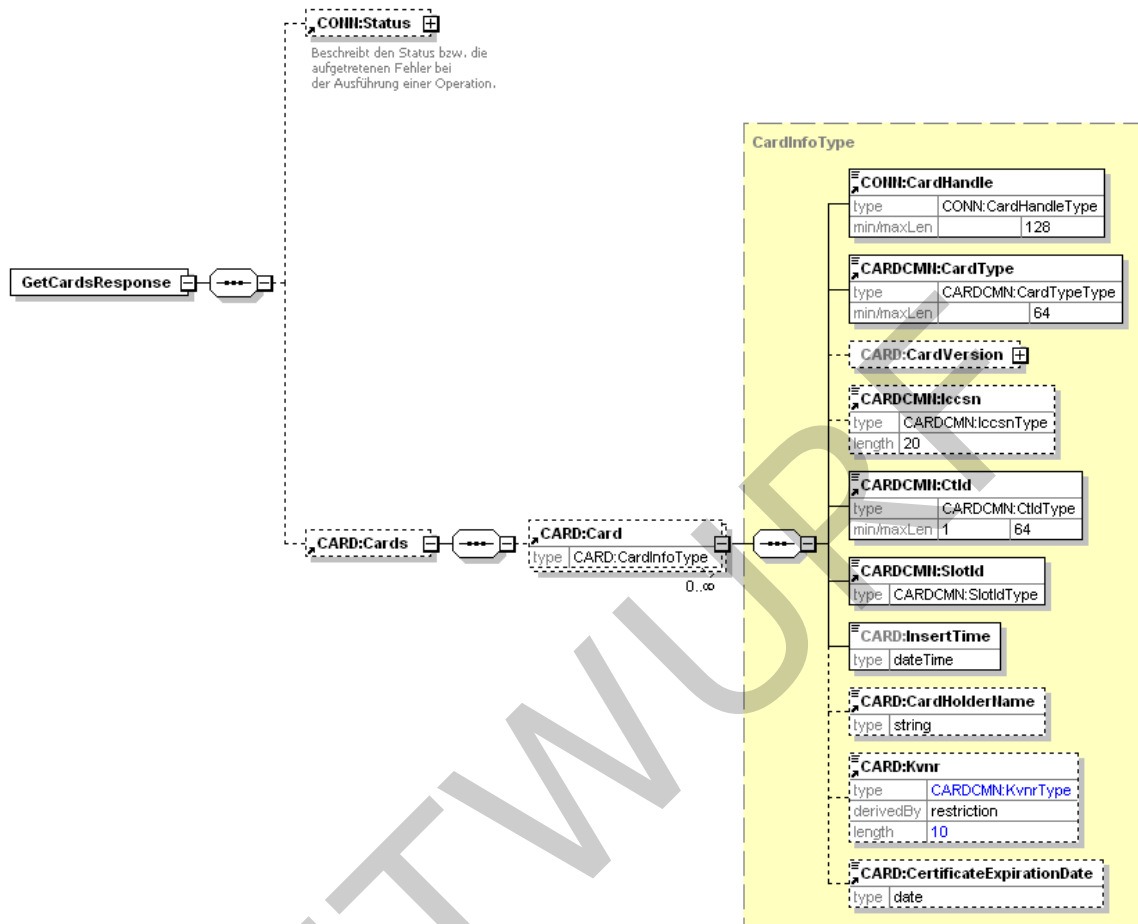 CONN:Status
Beschreibt den Status bzw. die
aufgetretenen Fehler bei
der Ausführung einer Operation.
CardInfoType
CONN:CardHandle
type CONN:CardHandleType
min/maxLen 128
GetCardsResponse
CARDCMN:CardType
type CARDCMN:CardTypeType
min/maxLen 64
CARD:CardVersion
CARDCMN:Iccsn
type CARDCMN:IccsnType
length 20
CARDCMN:CtId
type CARDCMN:CtIdType
min/maxLen 1 64
CARD:Cards
CARD:Card
type CARD:CardInfoType
0..∞
CARDCMN:SlotId
type CARDCMN:SlotIdType
CARD:InsertTime
type dateTime
CARD:CardHolderName
type string
CARD:Kvnr
type CARDCMN:KvnrType
derivedBy restriction
length 10
CARD:CertificateExpirationDate
type date
NTWURF